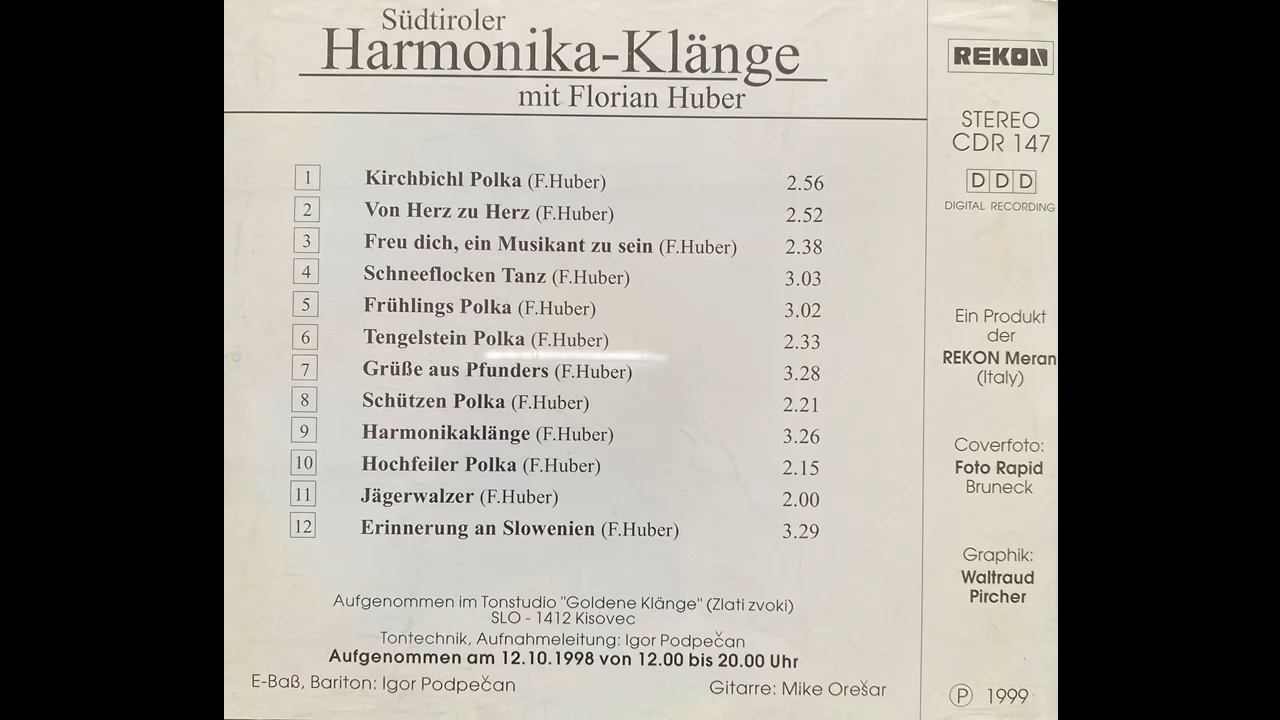 Südtiroler
Harmonika-Klänge
mit Florian Huber
1 Kirchbichl Polka (F.Huber) 2.56
2 Von Herz zu Herz (F.Huber) 2.52
3 Freu dich, ein Musikant zu sein (F.Huber) 2.38
4 Schneeflocken Tanz (F.Huber) 3.03
5 Frühlings Polka (F.Huber) 3.02
6 Tengelstein Polka (F.Huber) 2.33
7 Grüße aus Pfunders (F.Huber) 3.28
8 Schützen Polka (F.Huber) 2.21
9 Harmonikaklänge (F.Huber) 3.26
10 Hochfeiler Polka (F.Huber) 2.15
11 Jägerwalzer (F.Huber) 2.00
12 Erinnerung an Slowenien (F.Huber) 3.29
Aufgenommen im Tonstudio "Goldene Klänge" (Zlati zvoki)
SLO - 1412 Kisovec
Tontechnik, Aufnahmeleitung: Igor Podpečan
Aufgenommen am 12.10.1998 von 12.00 bis 20.00 Uhr
E-Baß, Bariton: Igor Podpečan Gitarre: Mike Orešar
REKON
STEREO
CDR 147
D D D
DIGITAL RECORDING
Ein Produkt
der
REKON Meran
(Italy)
Coverfoto:
Foto Rapid
Bruneck
Graphik:
Waltraud
Pircher
Ⓟ 1999